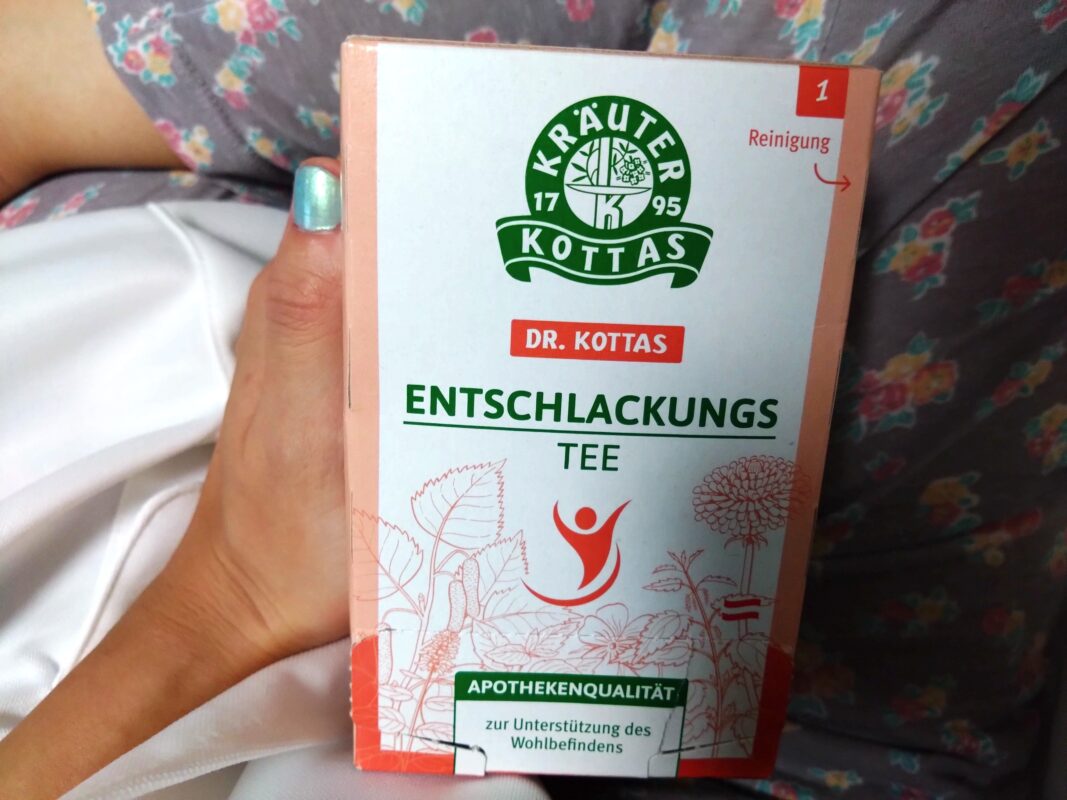 KRÄUTER
17 95
K
KOTTAS
1
Reinigung
DR. KOTTAS
ENTSCHLACKUNGS
TEE
APOTHEKENQUALITÄT
zur Unterstützung des
Wohlbefindens